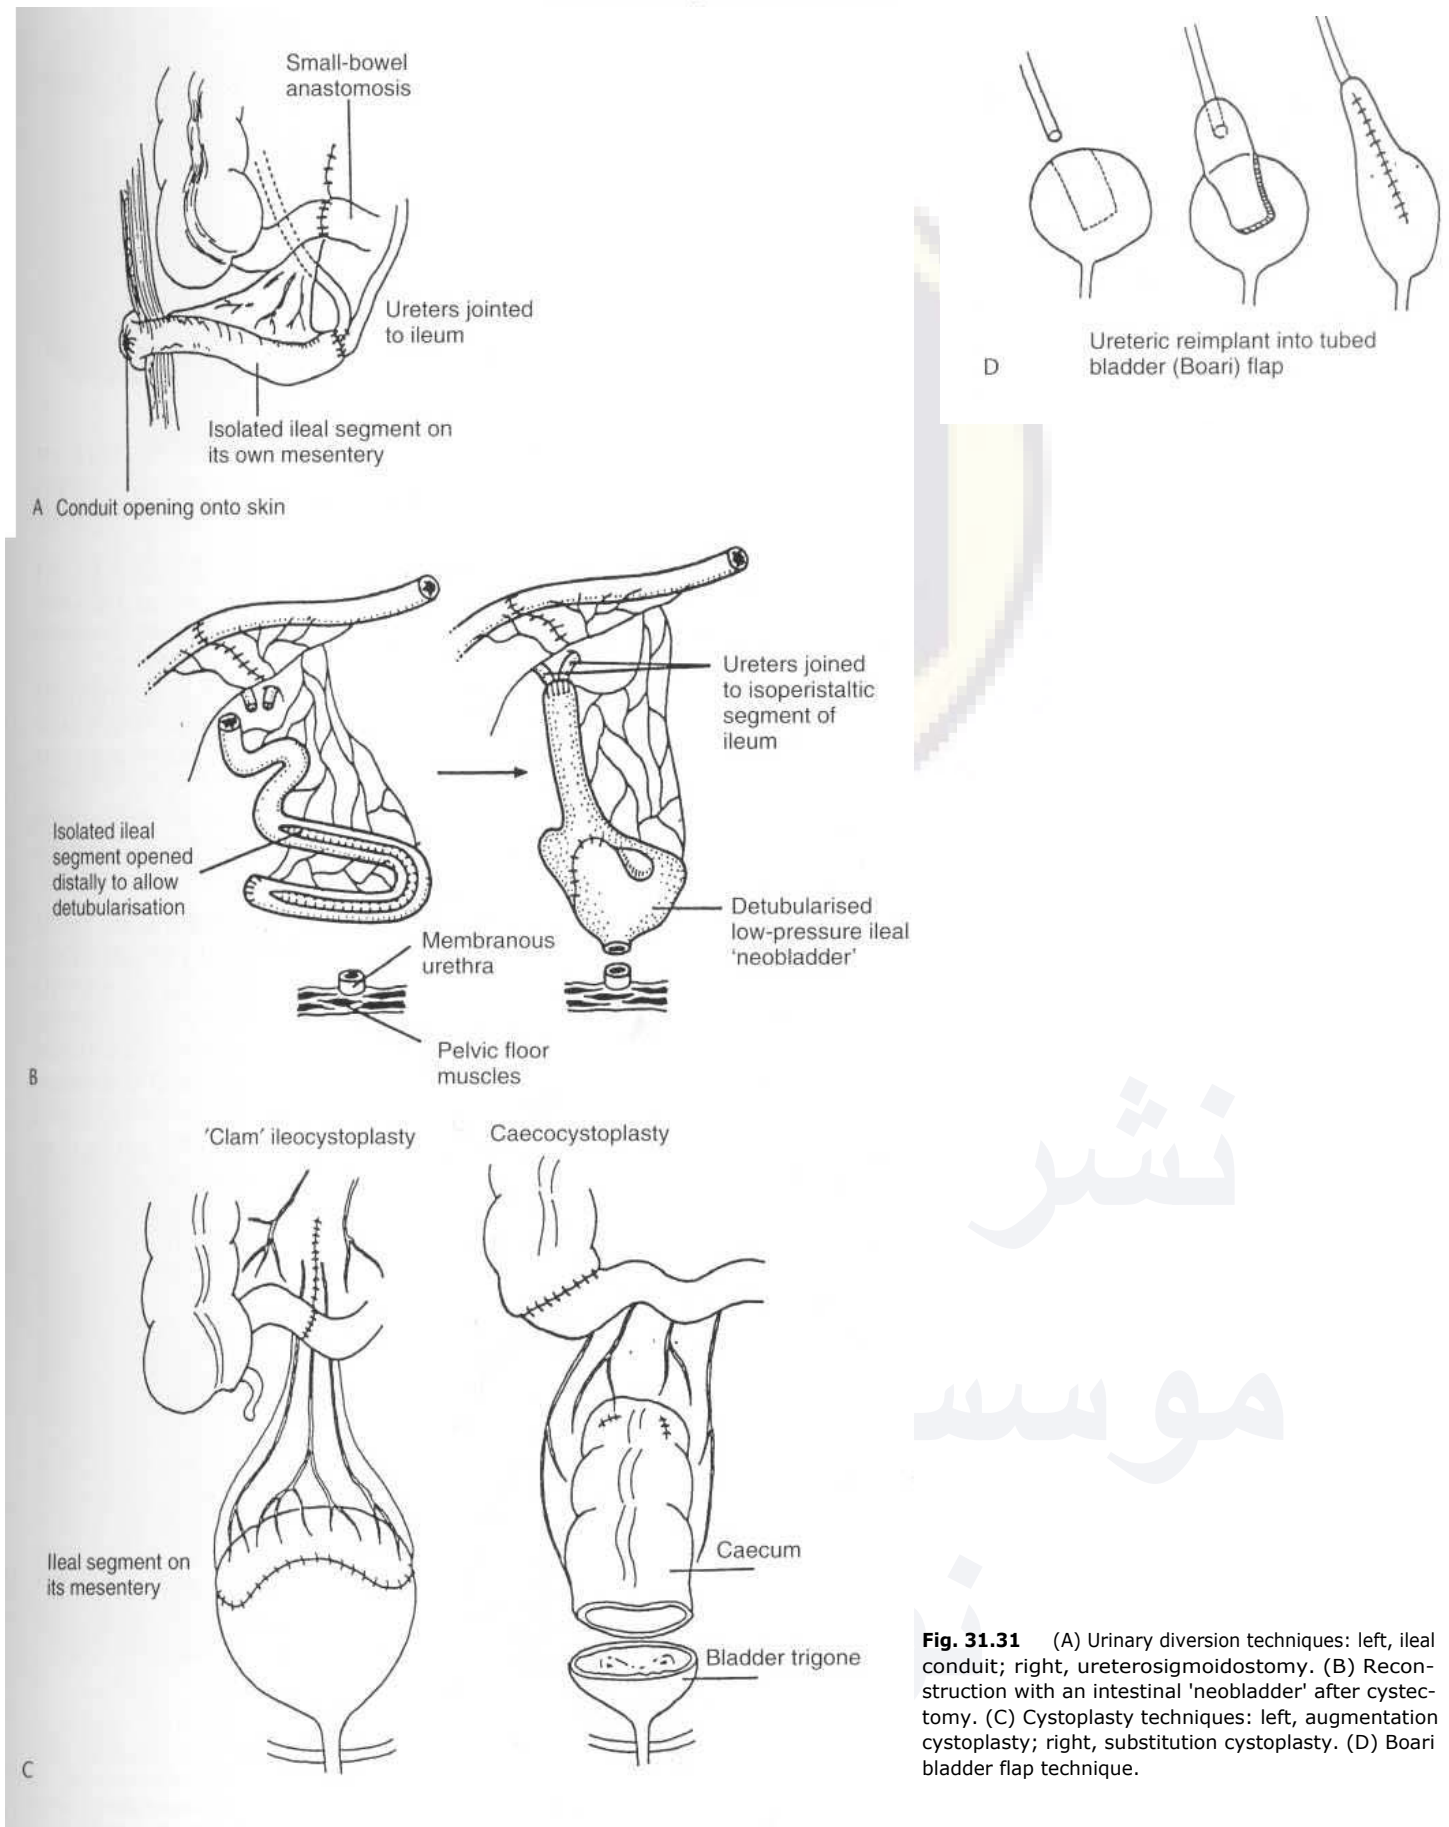 Small-bowel
anastomosis
Ureters jointed
to ileum
Isolated ileal segment on
its own mesentery
A Conduit opening onto skin
Ureteric reimplant into tubed
D bladder (Boari) flap
Ureters joined
to isoperistaltic
segment of
ileum
Isolated ileal
segment opened
distally to allow
detubularisation
Detubularised
low-pressure ileal
'neobladder'
Membranous
urethra
Pelvic floor
muscles
B
'Clam' ileocystoplasty
Caecocystoplasty
Ileal segment on
its mesentery
Caecum
Bladder trigone
C
نشر
Fig. 31.31 (A) Urinary diversion techniques: left, ileal
conduit; right, ureterosigmoidostomy. (B) Recon-
struction with an intestinal 'neobladder' after cystec-
tomy. (C) Cystoplasty techniques: left, augmentation
cystoplasty; right, substitution cystoplasty. (D) Boari
bladder flap technique.